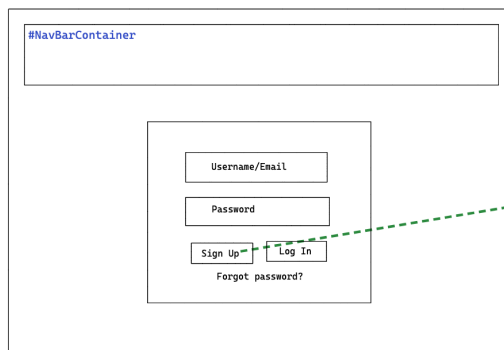 #NavBarContainer
Username/Email
Password
Sign Up
Log In
Forgot password?